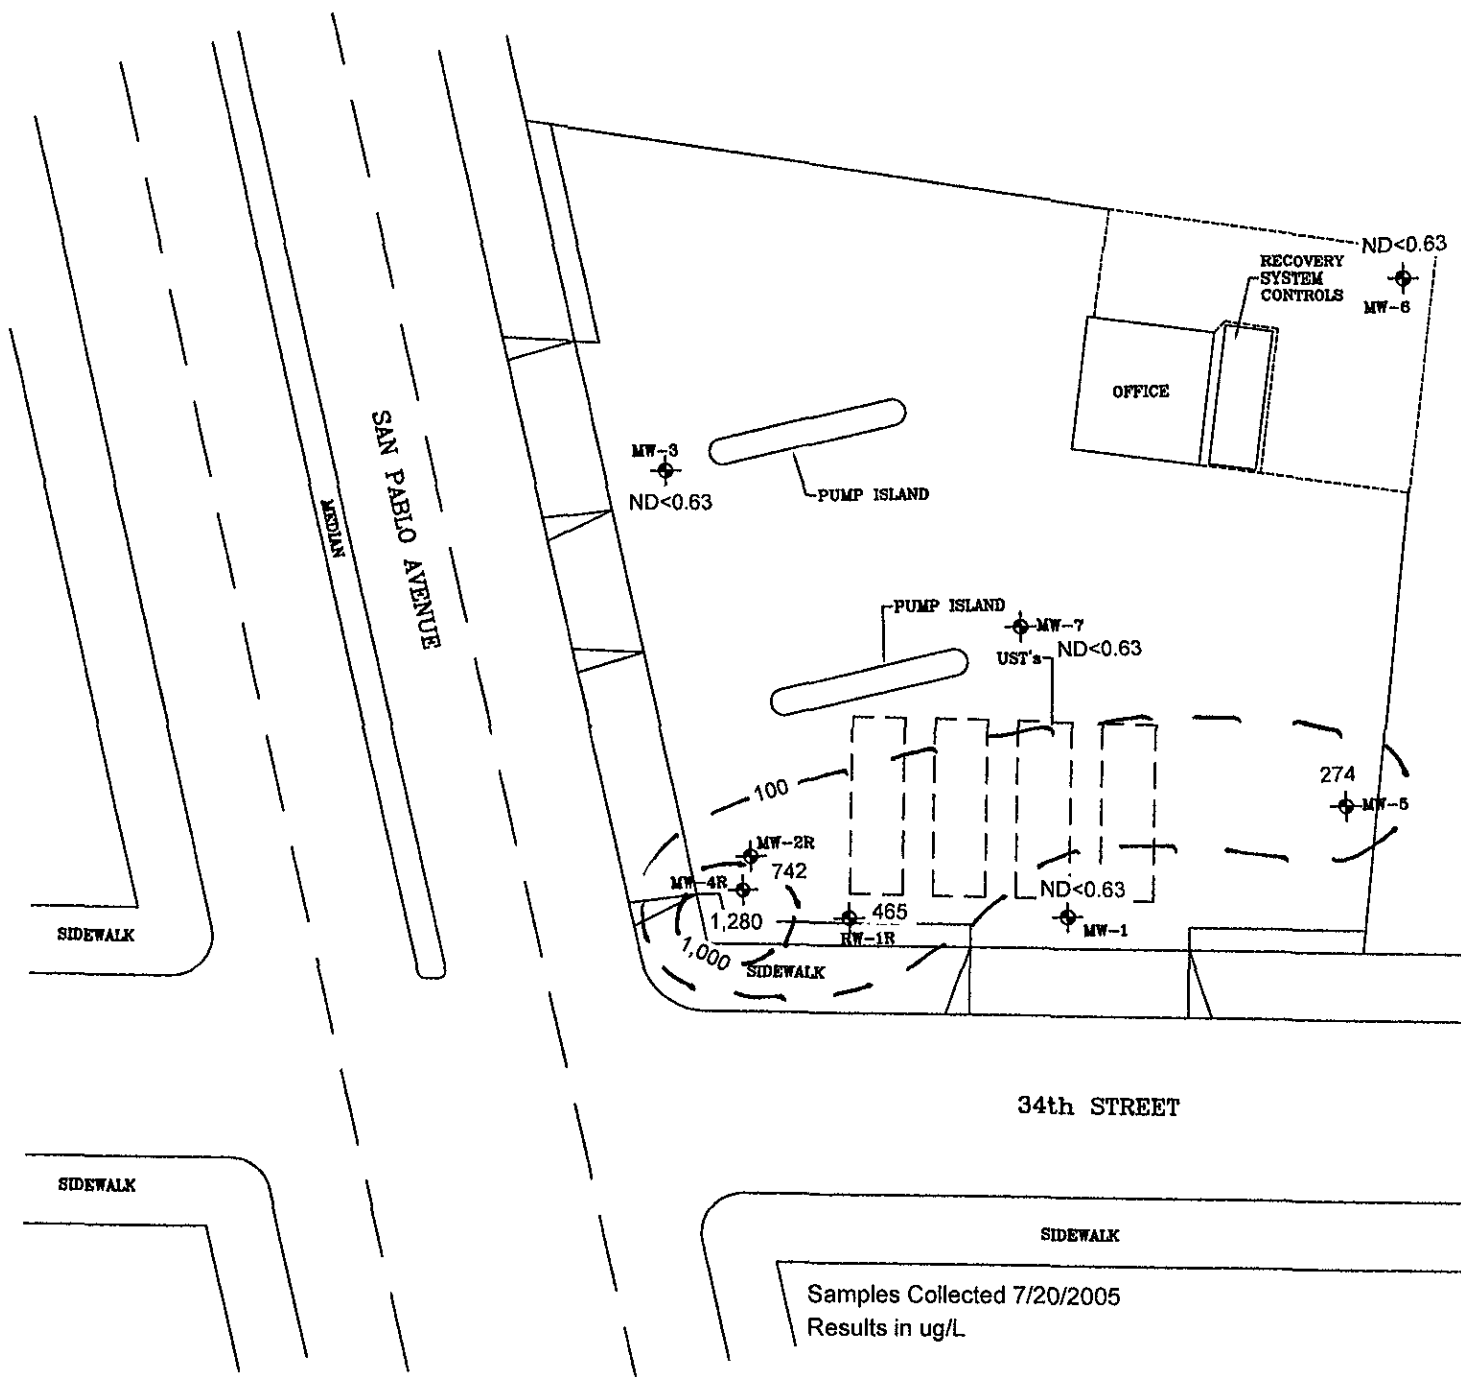 ND<0.63
RECOVERY
SYSTEM
CONTROLS
MW-6
OFFICE
SAN PABLO AVENUE
MEDIAN
MW-3
ND<0.63
PUMP ISLAND
PUMP ISLAND
MW-7
UST's
ND<0.63
100
274
MW-5
MW-2R
742
MW-4R
1,280
465
RW-1R
ND<0.63
MW-1
1,000
SIDEWALK
SIDEWALK
34th STREET
SIDEWALK
SIDEWALK
Samples Collected 7/20/2005
Results in ug/L